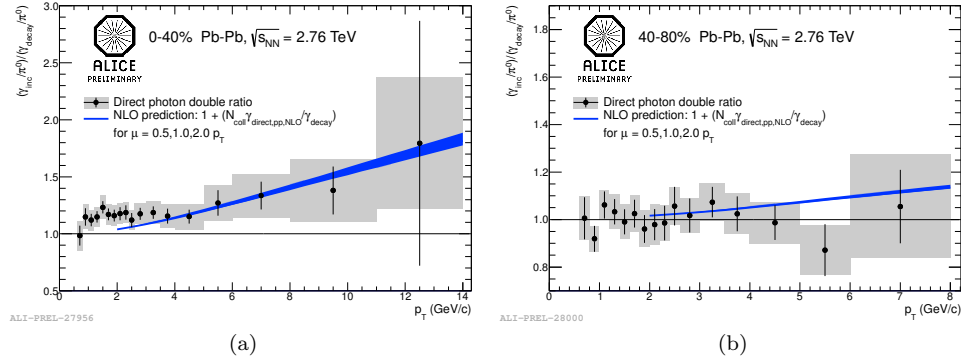 (a)
3.0
2.5
2.0
1.5
1.0
0.5
(γinc/π⁰)/(γdecay/π⁰)
ALICE
PRELIMINARY
0-40% Pb-Pb, √sNN = 2.76 TeV
Direct photon double ratio
NLO prediction: 1 + (Ncollγdirect,pp,NLO/γdecay)
for μ = 0.5,1.0,2.0 pT
0 2 4 6 8 10 12 14
pT (GeV/c)
ALI-PREL-27956
(a)
(b)
1.8
1.6
1.4
1.2
1.0
0.8
(γinc/π⁰)/(γdecay/π⁰)
ALICE
PRELIMINARY
40-80% Pb-Pb, √sNN = 2.76 TeV
Direct photon double ratio
NLO prediction: 1 + (Ncollγdirect,pp,NLO/γdecay)
for μ = 0.5,1.0,2.0 pT
0 1 2 3 4 5 6 7 8
pT (GeV/c)
ALI-PREL-28000
(b)